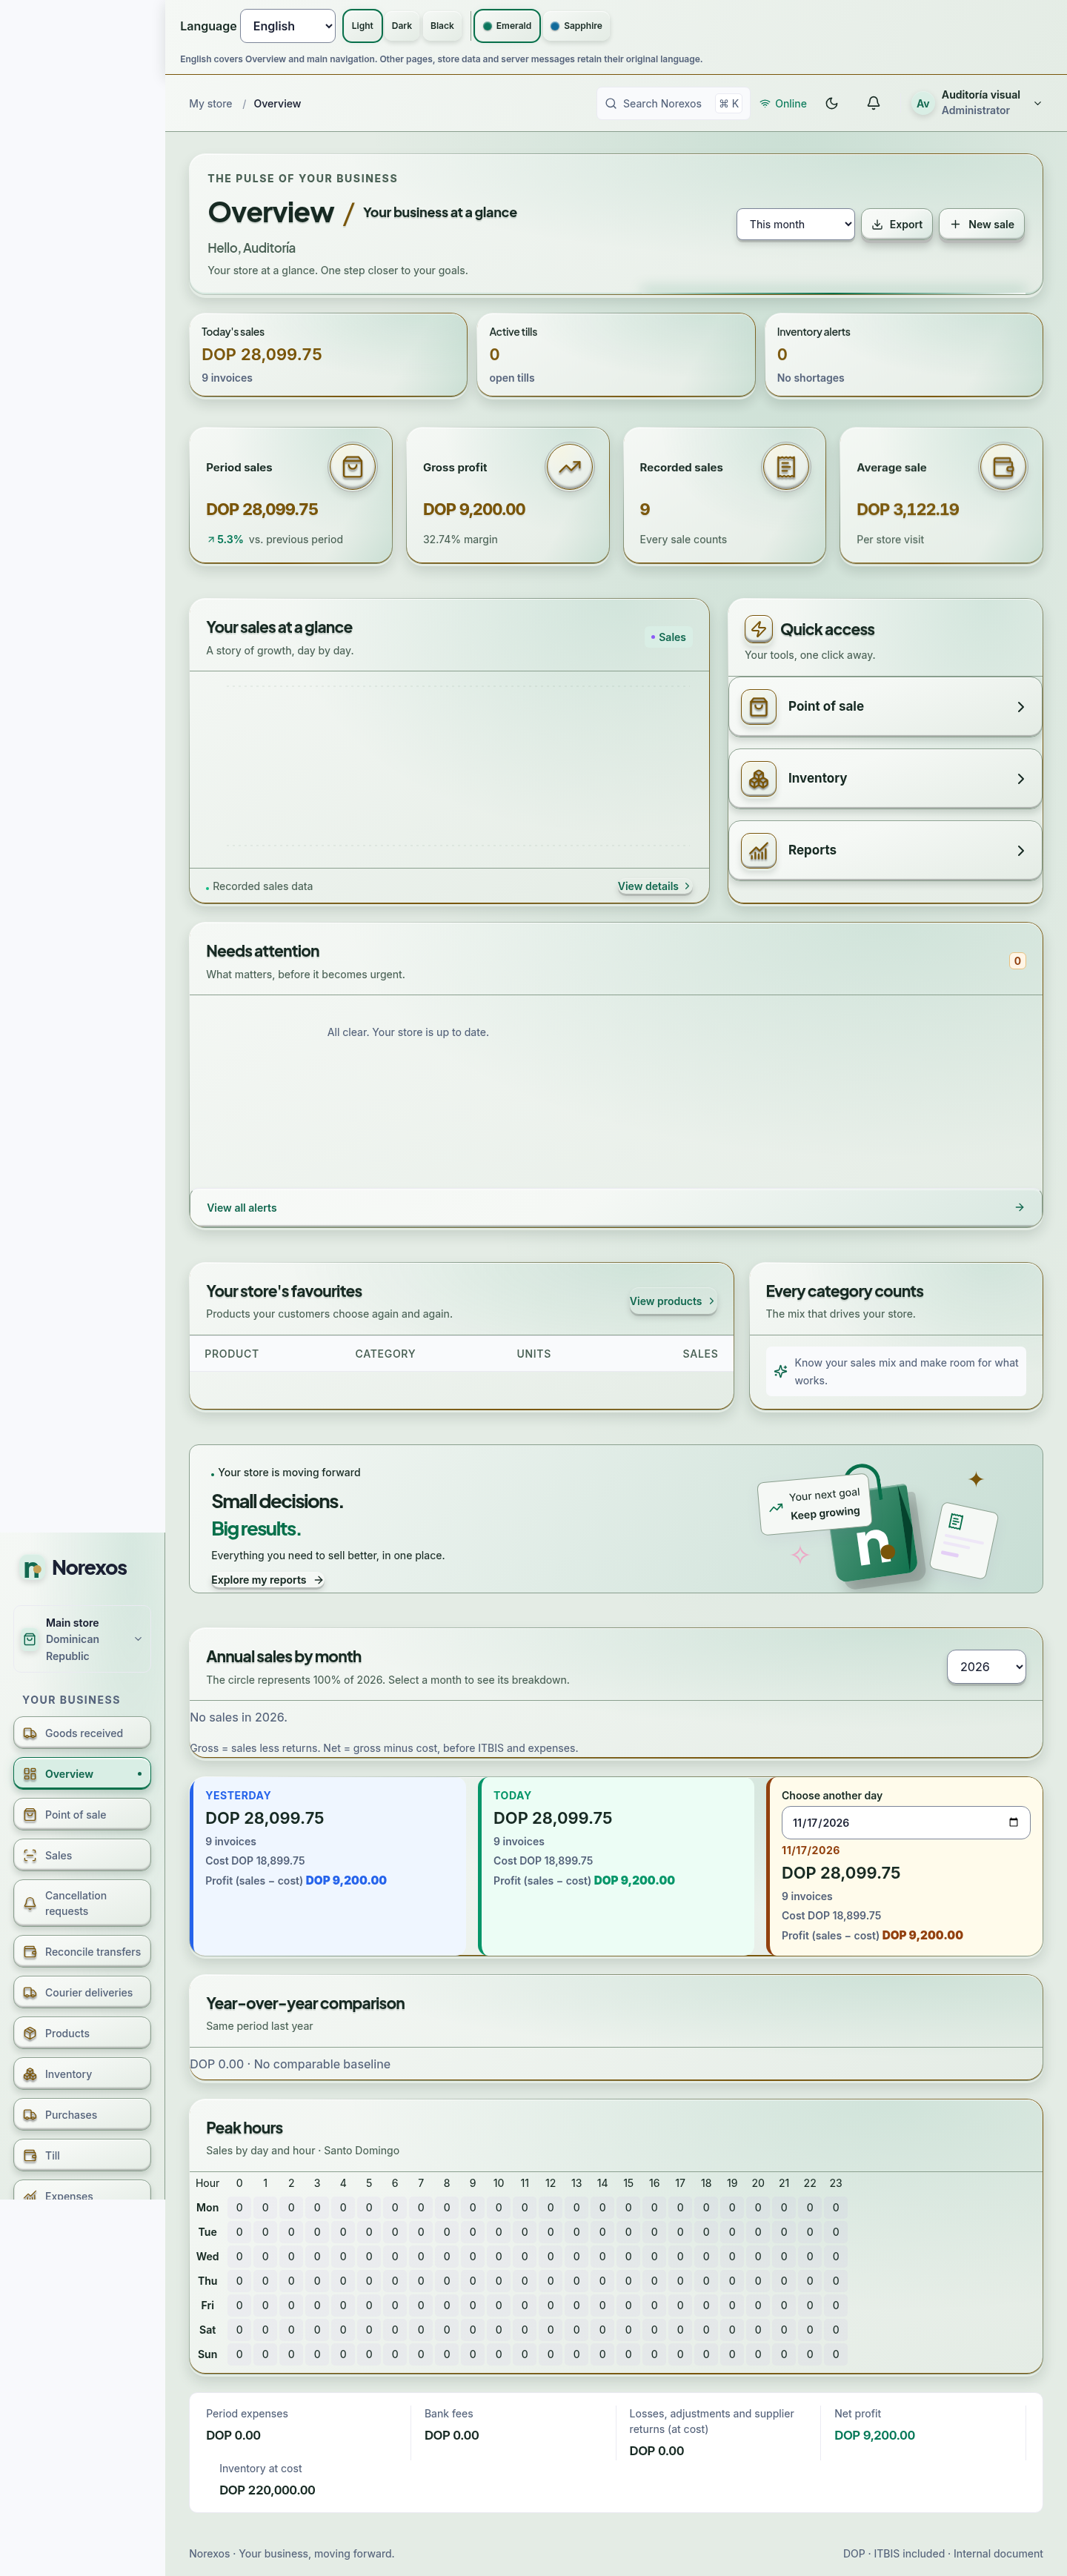 Language
English
Light
Dark
Black
Emerald
Sapphire
English covers Overview and main navigation. Other pages, store data and server messages retain their original language.
My store / Overview
Search Norexos ⌘ K
Online
Av
Auditoría visual
Administrator
THE PULSE OF YOUR BUSINESS
Overview / Your business at a glance
Hello, Auditoría
Your store at a glance. One step closer to your goals.
This month
Export
New sale
Today's sales
DOP 28,099.75
9 invoices
Active tills
0
open tills
Inventory alerts
0
No shortages
Period sales
DOP 28,099.75
5.3% vs. previous period
Gross profit
DOP 9,200.00
32.74% margin
Recorded sales
9
Every sale counts
Average sale
DOP 3,122.19
Per store visit
Your sales at a glance
A story of growth, day by day.
Sales
Recorded sales data
View details
Quick access
Your tools, one click away.
Point of sale
Inventory
Reports
Needs attention
What matters, before it becomes urgent.
0
All clear. Your store is up to date.
View all alerts
Your store's favourites
Products your customers choose again and again.
View products
PRODUCT CATEGORY UNITS SALES
Every category counts
The mix that drives your store.
Know your sales mix and make room for what
works.
Your store is moving forward
Small decisions.
Big results.
Everything you need to sell better, in one place.
Explore my reports
Your next goal
Keep growing
n
n Norexos
Main store
Dominican
Republic
YOUR BUSINESS
Goods received
Overview
Point of sale
Sales
Cancellation
requests
Reconcile transfers
Courier deliveries
Products
Inventory
Purchases
Till
Expenses
Annual sales by month
The circle represents 100% of 2026. Select a month to see its breakdown.
2026
No sales in 2026.
Gross = sales less returns. Net = gross minus cost, before ITBIS and expenses.
YESTERDAY
DOP 28,099.75
9 invoices
Cost DOP 18,899.75
Profit (sales − cost) DOP 9,200.00
TODAY
DOP 28,099.75
9 invoices
Cost DOP 18,899.75
Profit (sales − cost) DOP 9,200.00
Choose another day
11/17/2026
11/17/2026
DOP 28,099.75
9 invoices
Cost DOP 18,899.75
Profit (sales − cost) DOP 9,200.00
Year-over-year comparison
Same period last year
DOP 0.00 · No comparable baseline
Peak hours
Sales by day and hour · Santo Domingo
Hour 0 1 2 3 4 5 6 7 8 9 10 11 12 13 14 15 16 17 18 19 20 21 22 23
Mon 0 0 0 0 0 0 0 0 0 0 0 0 0 0 0 0 0 0 0 0 0 0 0 0
Tue 0 0 0 0 0 0 0 0 0 0 0 0 0 0 0 0 0 0 0 0 0 0 0 0
Wed 0 0 0 0 0 0 0 0 0 0 0 0 0 0 0 0 0 0 0 0 0 0 0 0
Thu 0 0 0 0 0 0 0 0 0 0 0 0 0 0 0 0 0 0 0 0 0 0 0 0
Fri 0 0 0 0 0 0 0 0 0 0 0 0 0 0 0 0 0 0 0 0 0 0 0 0
Sat 0 0 0 0 0 0 0 0 0 0 0 0 0 0 0 0 0 0 0 0 0 0 0 0
Sun 0 0 0 0 0 0 0 0 0 0 0 0 0 0 0 0 0 0 0 0 0 0 0 0
Period expenses
DOP 0.00
Bank fees
DOP 0.00
Losses, adjustments and supplier
returns (at cost)
DOP 0.00
Net profit
DOP 9,200.00
Inventory at cost
DOP 220,000.00
Norexos · Your business, moving forward.
DOP · ITBIS included · Internal document